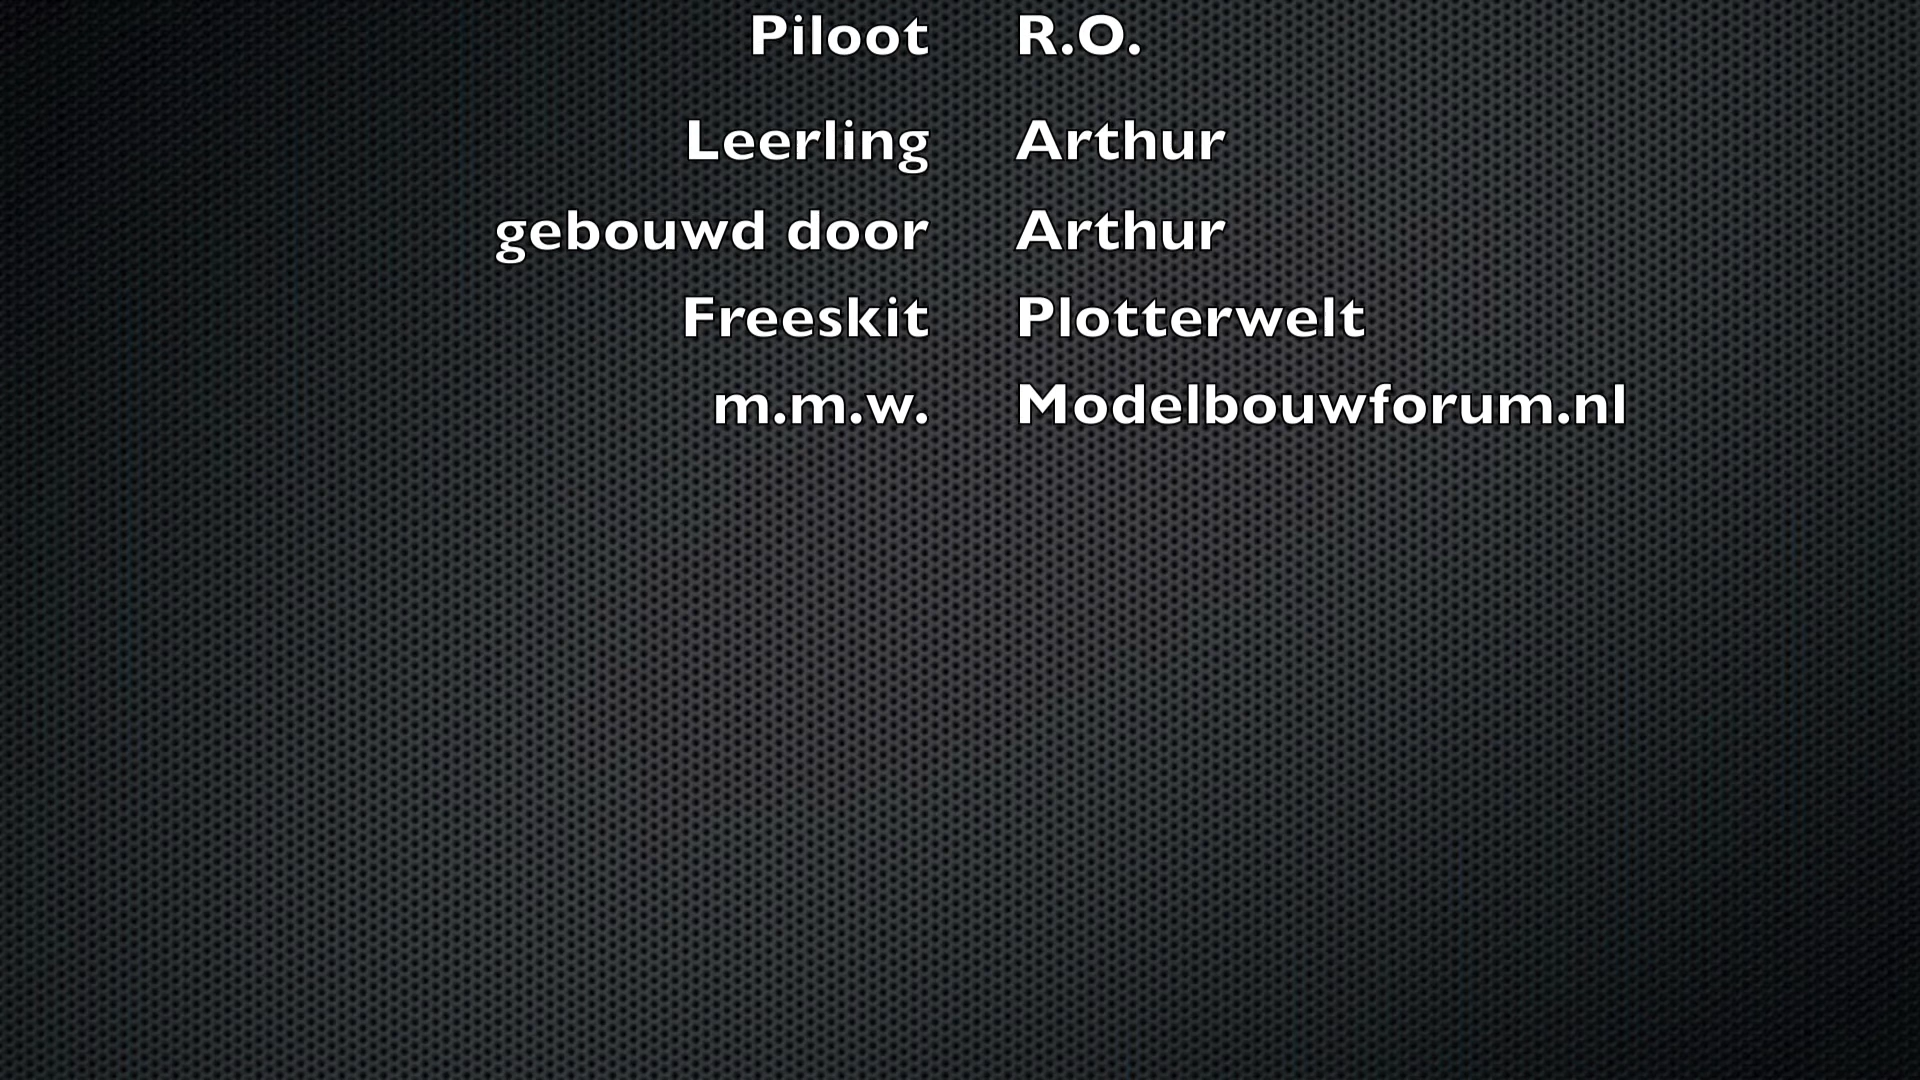 Piloot R.O.
Leerling Arthur
gebouwd door Arthur
Freeskit Plotterwelt
m.m.w. Modelbouwforum.nl